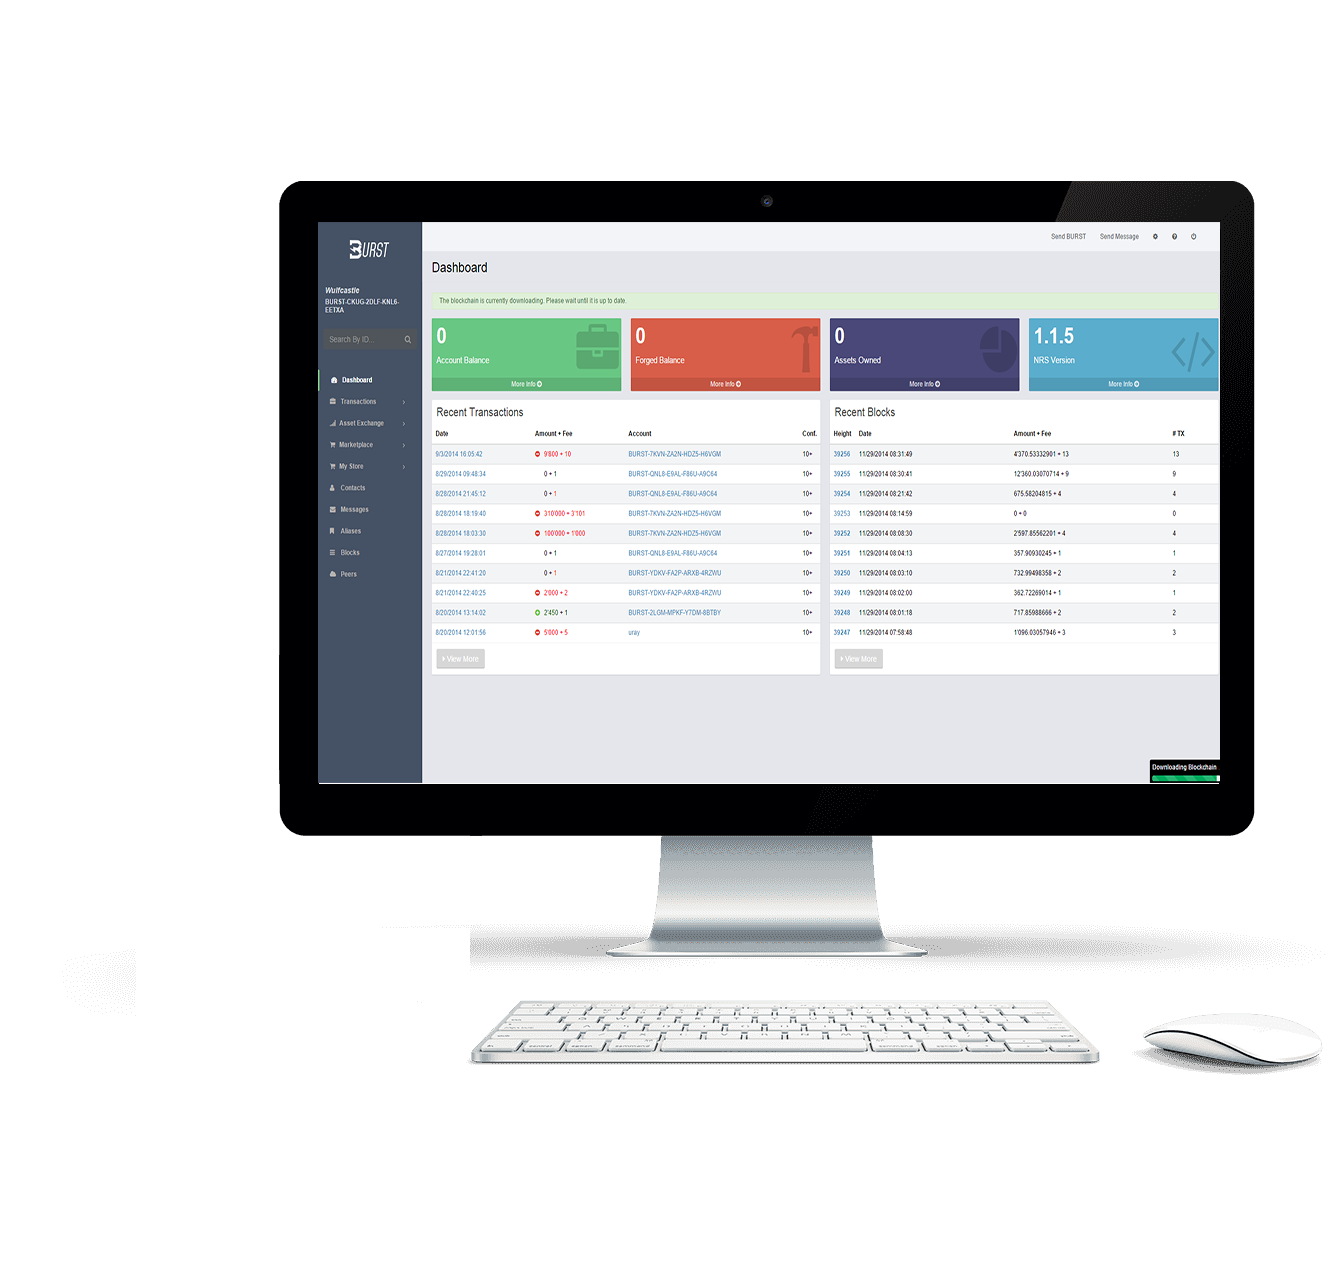 BURST
Send BURST Send Message
Wulfcastle
BURST-CKUG-2DLF-KNL6-
EETXA
Search By ID...
Dashboard
Transactions
Asset Exchange
Marketplace
My Store
Contacts
Messages
Aliases
Blocks
Peers
Dashboard
The blockchain is currently downloading. Please wait until it is up to date.
0
Account Balance
More Info
0
Forged Balance
More Info
0
Assets Owned
More Info
1.1.5
NRS Version
More Info
Recent Transactions
Date Amount + Fee Account Conf.
9/3/2014 16:05:42 9'800 + 10 BURST-7KVN-ZA2N-HDZ5-H6VGM 10+
8/29/2014 09:48:34 0 + 1 BURST-QNL8-E9AL-F86U-A9C64 10+
8/28/2014 21:45:12 0 + 1 BURST-QNL8-E9AL-F86U-A9C64 10+
8/28/2014 18:19:40 310'000 + 3'101 BURST-7KVN-ZA2N-HDZ5-H6VGM 10+
8/28/2014 18:03:30 100'000 + 1'000 BURST-7KVN-ZA2N-HDZ5-H6VGM 10+
8/27/2014 19:28:01 0 + 1 BURST-QNL8-E9AL-F86U-A9C64 10+
8/21/2014 22:41:20 0 + 1 BURST-YDKV-FA2P-ARXB-4RZWU 10+
8/21/2014 22:40:25 2'000 + 2 BURST-YDKV-FA2P-ARXB-4RZWU 10+
8/20/2014 13:14:02 2'450 + 1 BURST-2LGM-MPKF-Y7DM-8BTBY 10+
8/20/2014 12:01:56 5'000 + 5 uray 10+
View More
Recent Blocks
Height Date Amount + Fee # TX
39256 11/29/2014 08:31:49 4'370.53332901 + 13 13
39255 11/29/2014 08:30:41 12'360.03070714 + 9 9
39254 11/29/2014 08:21:42 675.58204815 + 4 4
39253 11/29/2014 08:14:59 0 + 0 0
39252 11/29/2014 08:08:30 2'597.85562201 + 4 4
39251 11/29/2014 08:04:13 357.90930245 + 1 1
39250 11/29/2014 08:03:10 732.99498358 + 2 2
39249 11/29/2014 08:02:00 362.72269014 + 1 1
39248 11/29/2014 08:01:18 717.85988666 + 2 2
39247 11/29/2014 07:58:48 1'096.03057946 + 3 3
View More
Downloading Blockchain